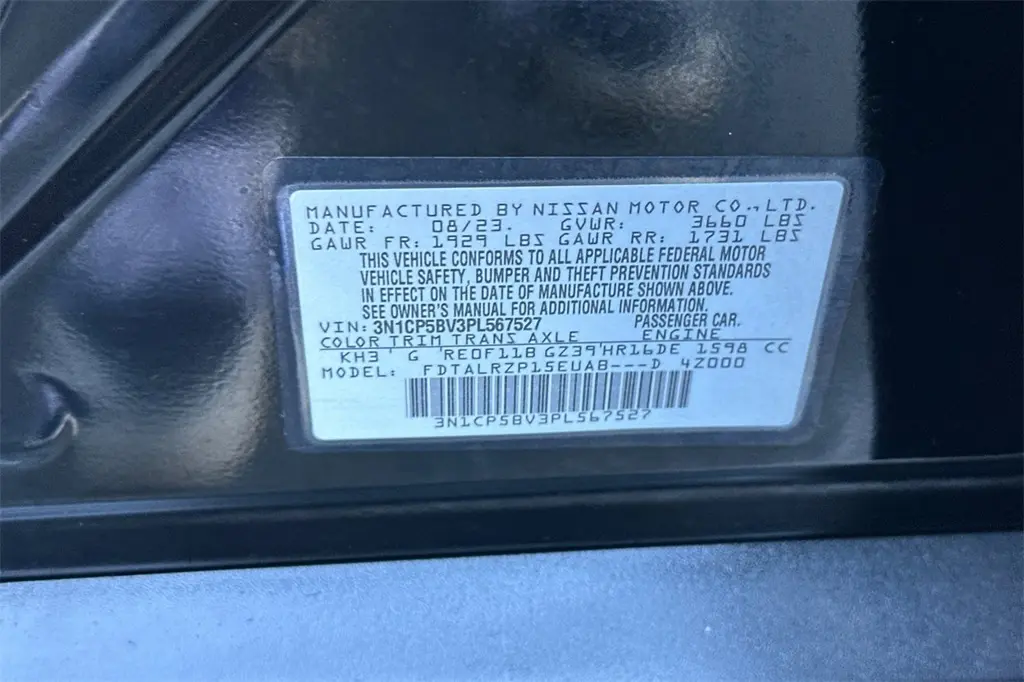 MANUFACTURED BY NISSAN MOTOR CO., LTD.
DATE: 08/23. GVWR: 3660 LBS
GAWR FR: 1929 LBS GAWR RR: 1731 LBS
THIS VEHICLE CONFORMS TO ALL APPLICABLE FEDERAL MOTOR
VEHICLE SAFETY, BUMPER AND THEFT PREVENTION STANDARDS
IN EFFECT ON THE DATE OF MANUFACTURE SHOWN ABOVE.
SEE OWNER'S MANUAL FOR ADDITIONAL INFORMATION.
VIN: 3N1CP5BV3PL567527 PASSENGER CAR.
COLOR TRIM TRANS AXLE ENGINE
KH3 G RE0F11B GZ39 HR16DE 1598 CC
MODEL: FDTALRZP15EUAB---D 4Z000
3N1CP5BV3PL567527